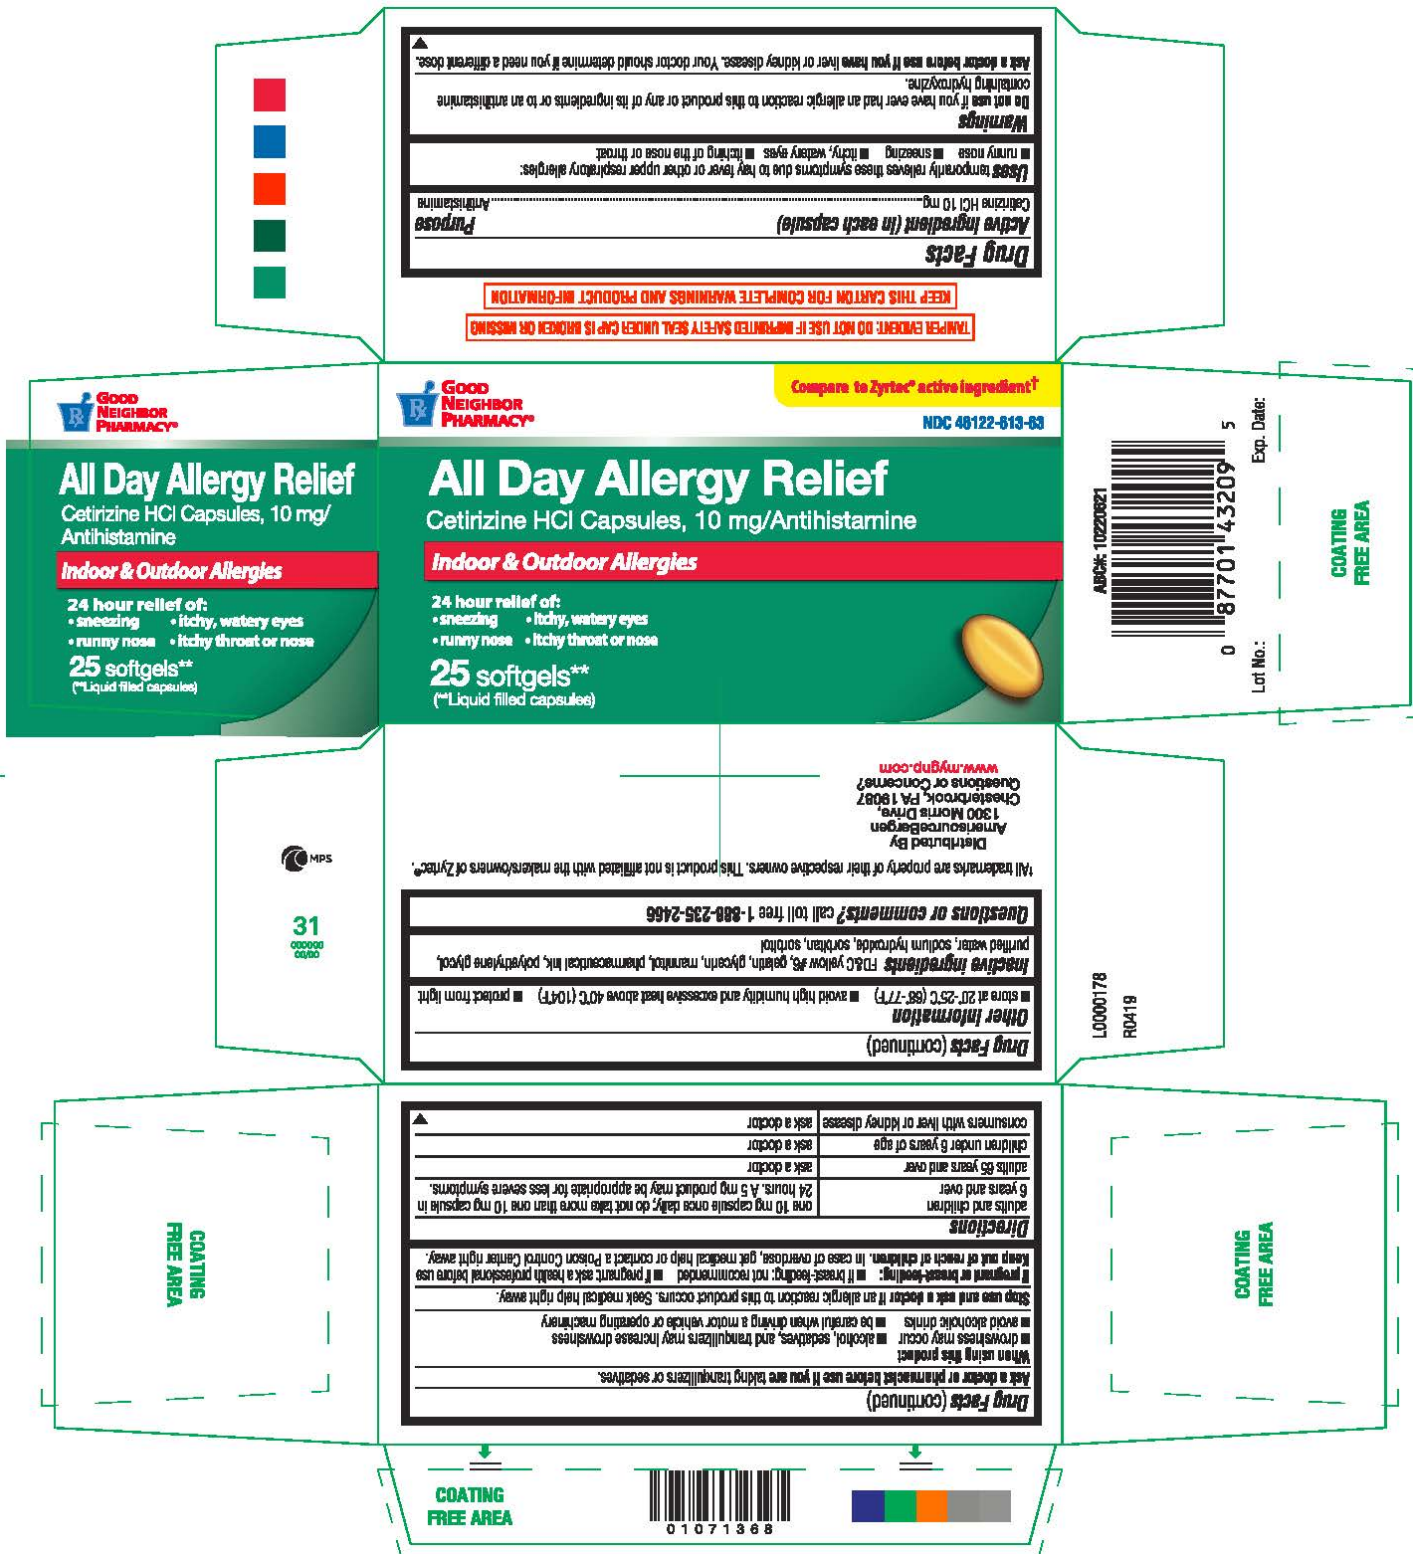 Drug Facts
Active ingredient (in each capsule) Purpose
Cetirizine HCl 10 mg.....Antihistamine
Uses temporarily relieves these symptoms due to hay fever or other upper respiratory allergies:
■ runny nose ■ sneezing ■ itchy, watery eyes ■ itching of the nose or throat
Warnings
Do not use if you have ever had an allergic reaction to this product or any of its ingredients or to an antihistamine
containing hydroxyzine.
Ask a doctor before use if you have liver or kidney disease. Your doctor should determine if you need a different dose.
KEEP THIS CARTON FOR COMPLETE WARNINGS AND PRODUCT INFORMATION
TAMPER EVIDENT: DO NOT USE IF IMPRINTED SAFETY SEAL UNDER CAP IS BROKEN OR MISSING
GOOD
NEIGHBOR
PHARMACY®
All Day Allergy Relief
Cetirizine HCl Capsules, 10 mg/
Antihistamine
Indoor & Outdoor Allergies
24 hour relief of:
• sneezing • itchy, watery eyes
• runny nose • itchy throat or nose
25 softgels**
(**Liquid filled capsules)
GOOD
NEIGHBOR
PHARMACY®
Compare to Zyrtec® active ingredient†
NDC 46122-613-63
All Day Allergy Relief
Cetirizine HCl Capsules, 10 mg/Antihistamine
Indoor & Outdoor Allergies
24 hour relief of:
• sneezing • itchy, watery eyes
• runny nose • itchy throat or nose
25 softgels**
(**Liquid filled capsules)
ABC#: 10220621
0 87701 43209 5
Lot No.: Exp. Date:
COATING
FREE AREA
Drug Facts (continued)
Other information
■ store at 20°-25°C (68°-77°F) ■ avoid high humidity and excessive heat above 40°C (104°F) ■ protect from light
Inactive ingredients FD&C yellow #6, gelatin, glycerin, mannitol, pharmaceutical ink, polyethylene glycol,
purified water, sodium hydroxide, sorbitan, sorbitol
Questions or comments? call toll free 1-888-235-2466
†All trademarks are property of their respective owners. This product is not affiliated with the makers/owners of Zyrtec®.
Distributed By
AmerisourceBergen
1300 Morris Drive,
Chesterbrook, PA 19087
Questions or Concerns?
www.mygnp.com
MPS
31
L0000178
R0419
Drug Facts (continued)
Ask a doctor or pharmacist before use if you are taking tranquilizers or sedatives.
When using this product
■ drowsiness may occur ■ alcohol, sedatives, and tranquilizers may increase drowsiness
■ avoid alcoholic drinks ■ be careful when driving a motor vehicle or operating machinery
Stop use and ask a doctor if an allergic reaction to this product occurs. Seek medical help right away.
If pregnant or breast-feeding: ■ if breast-feeding: not recommended ■ if pregnant: ask a health professional before use
Keep out of reach of children. In case of overdose, get medical help or contact a Poison Control Center right away.
Directions
adults and children one 10 mg capsule once daily; do not take more than one 10 mg capsule in
6 years and over 24 hours. A 5 mg product may be appropriate for less severe symptoms.
adults 65 years and over ask a doctor
children under 6 years of age ask a doctor
consumers with liver or kidney disease ask a doctor
COATING
FREE AREA
COATING
FREE AREA
COATING
FREE AREA
01071368